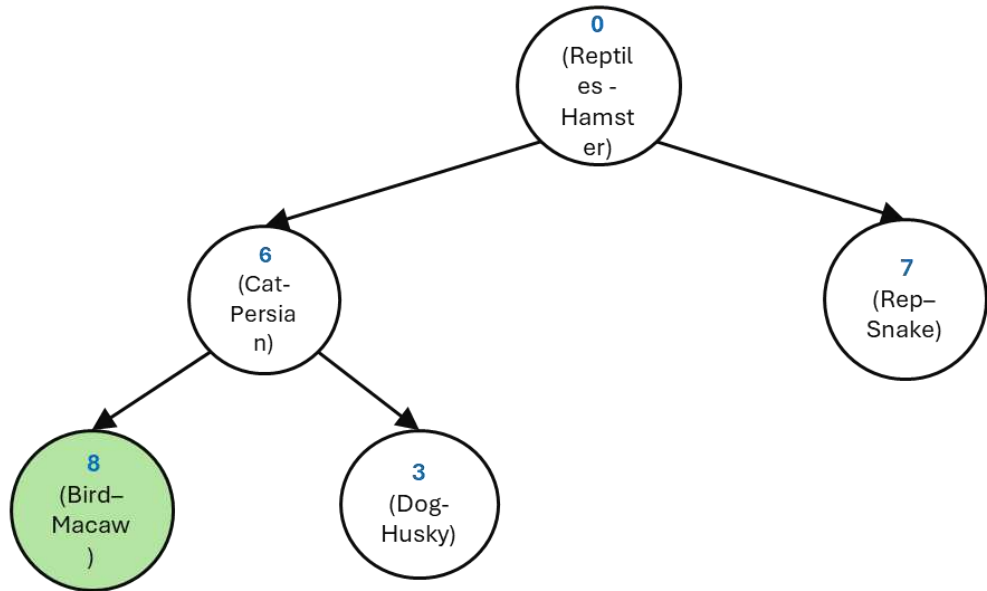 0
(Reptil
es -
Hamst
er)
6
(Cat-
Persia
n)
7
(Rep–
Snake)
8
(Bird–
Macaw
)
3
(Dog-
Husky)